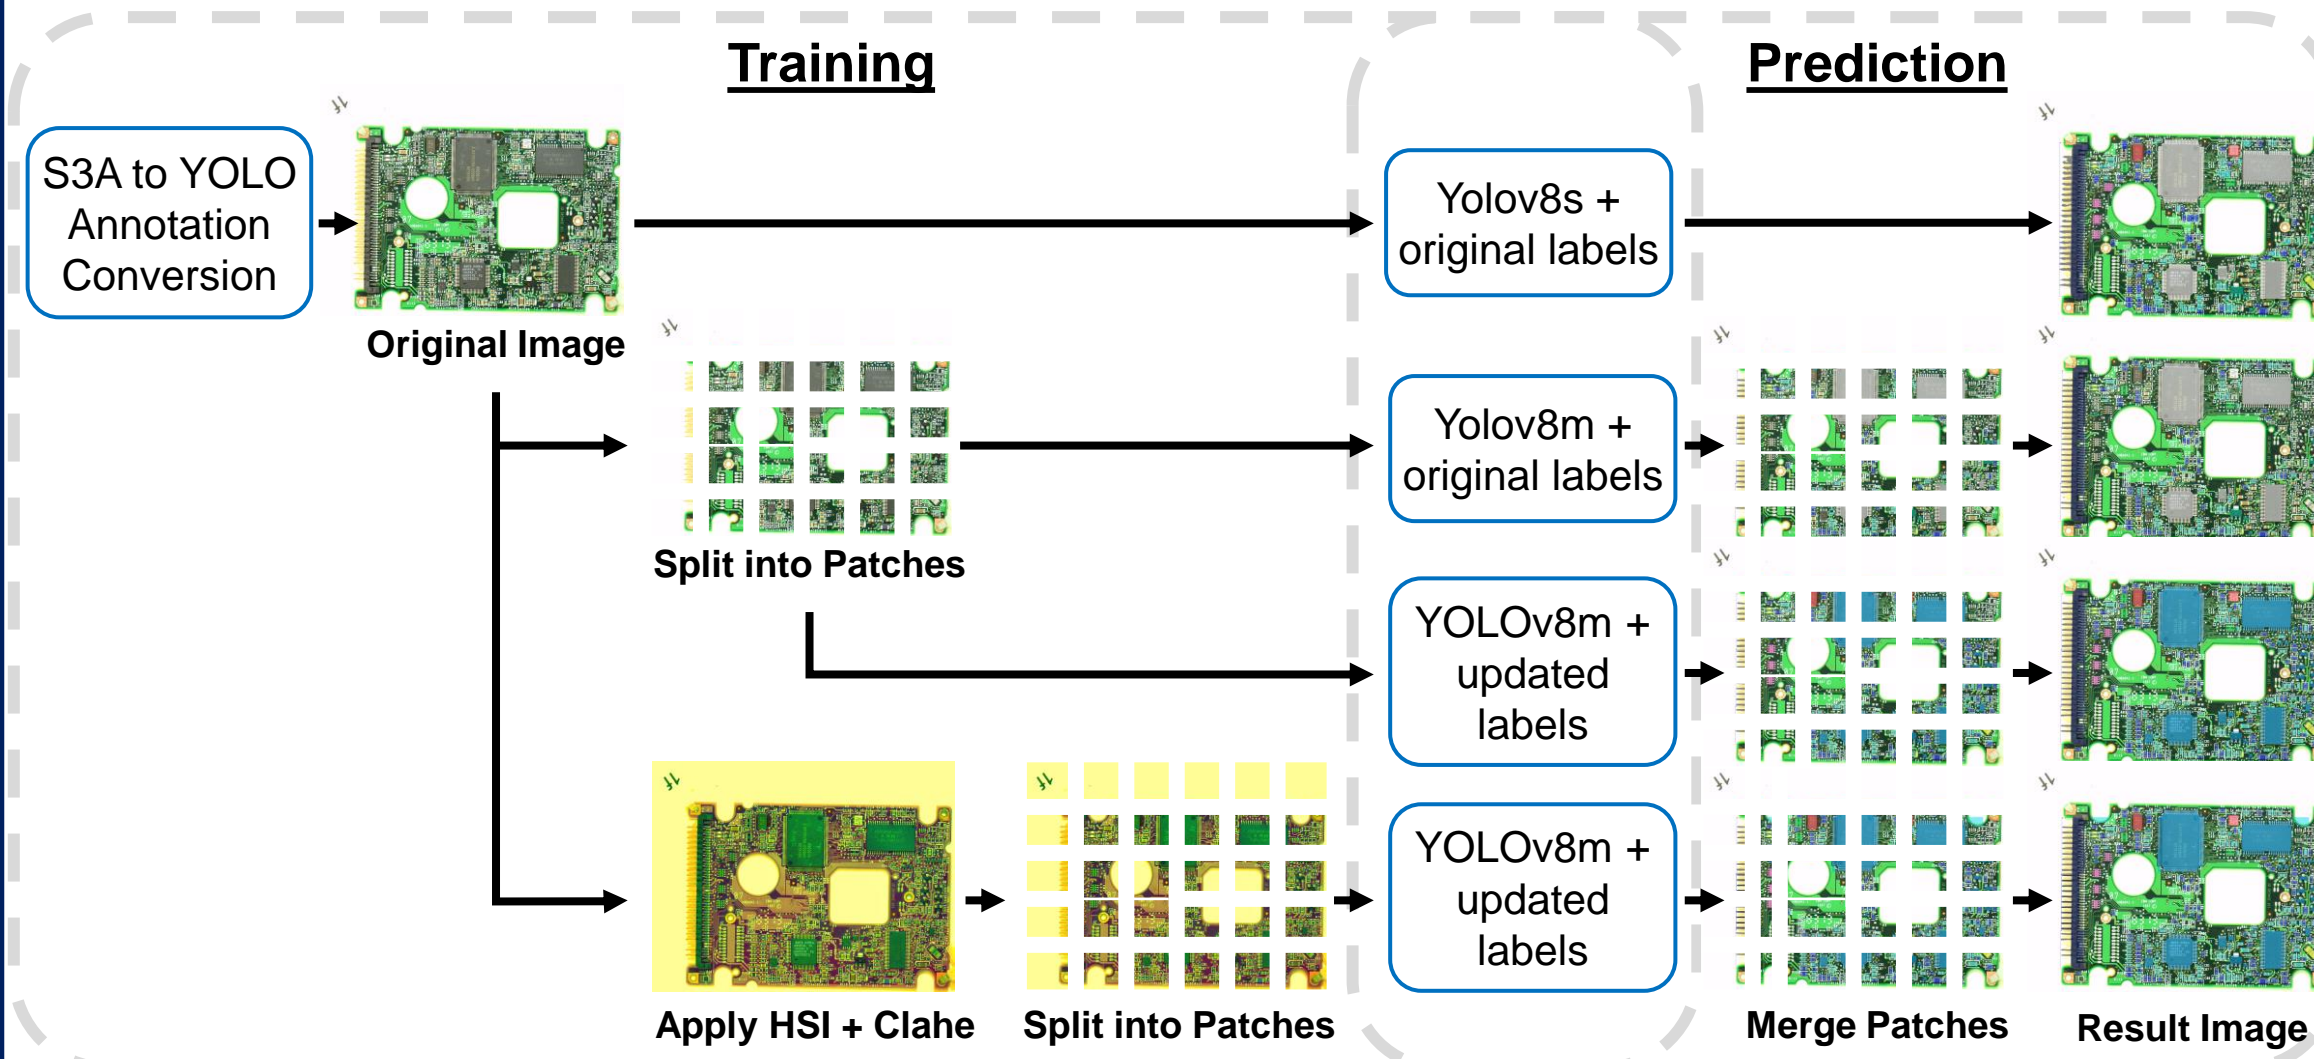 Training
Prediction
S3A to YOLO
Annotation
Conversion
Original Image
Yolov8s +
original labels
Split into Patches
Yolov8m +
original labels
YOLOv8m +
updated
labels
Apply HSI + Clahe
Split into Patches
YOLOv8m +
updated
labels
Merge Patches
Result Image